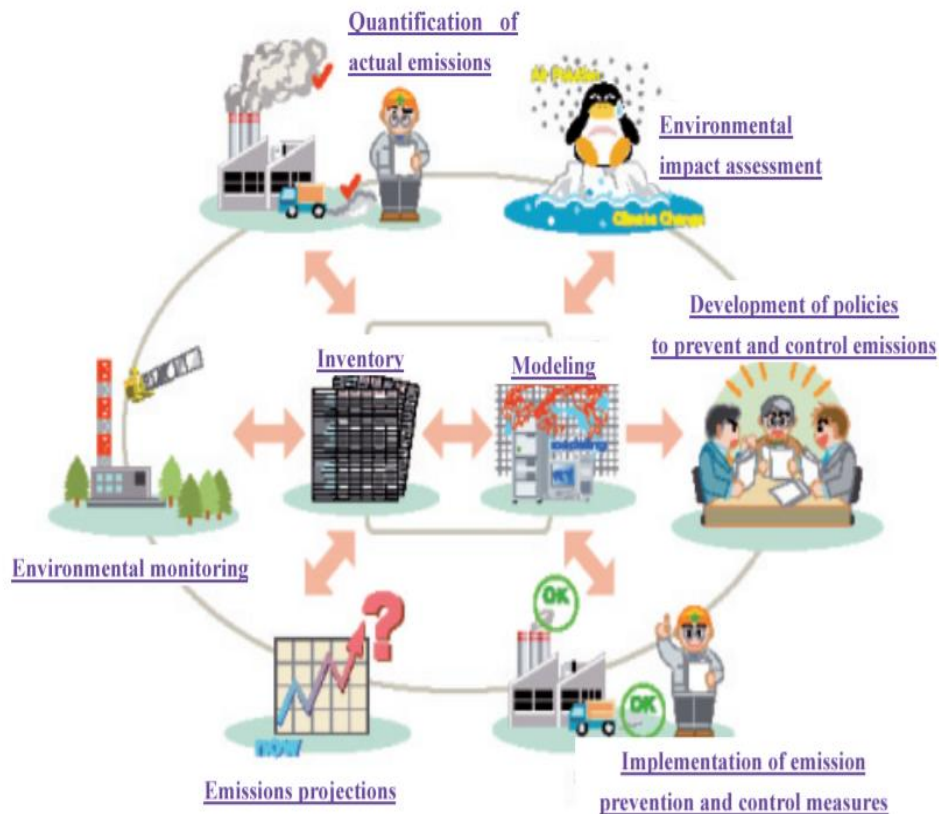 Quantification of
actual emissions
Air Pollution
Environmental
impact assessment
Climate Change
Development of policies
to prevent and control emissions
Inventory
Modeling
modeling
Environmental monitoring
OK
OK
now
Emissions projections
Implementation of emission
prevention and control measures